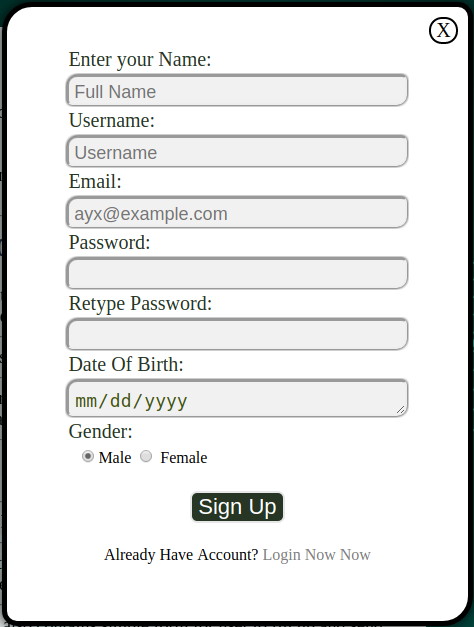 X
Enter your Name:
Full Name
Username:
Username
Email:
ayx@example.com
Password:
Retype Password:
Date Of Birth:
mm/dd/yyyy
Gender:
Male Female
Sign Up
Already Have Account? Login Now Now